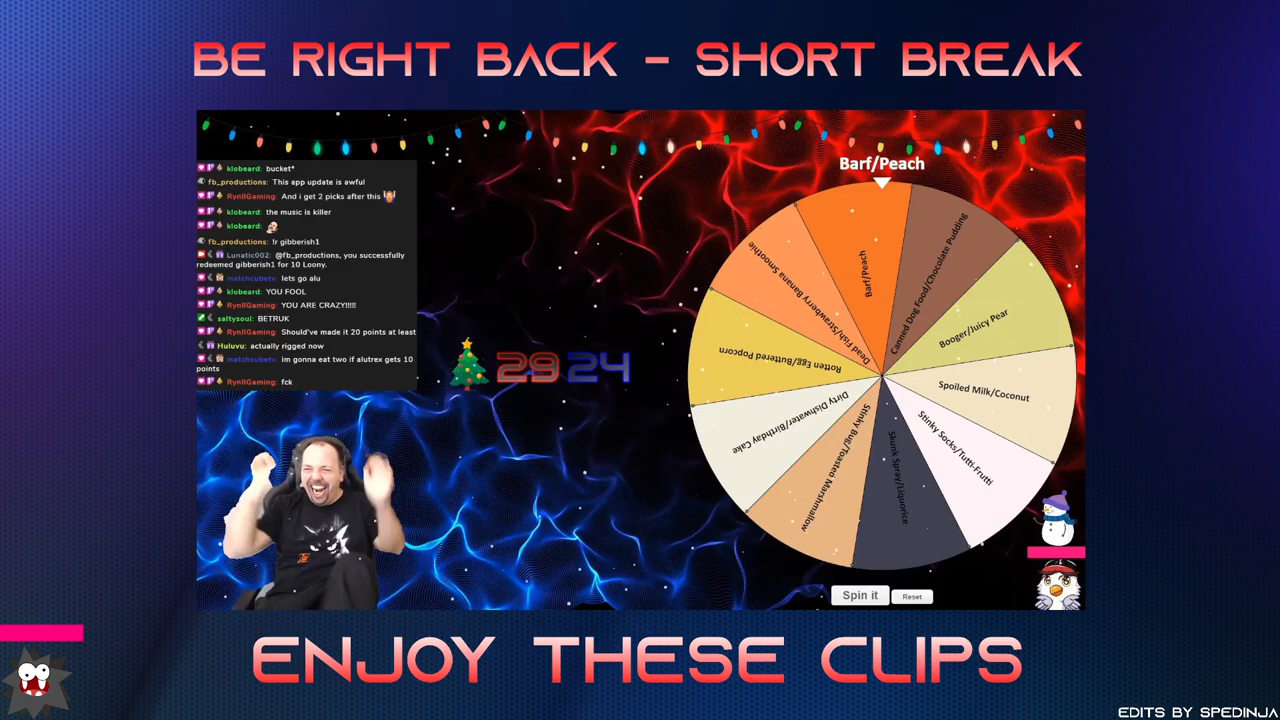 BE RIGHT BACK - SHORT BREAK
klobeard: bucket*
fb_productions: This app update is awful
RynIIGaming: And i get 2 picks after this
klobeard: the music is killer
klobeard:
fb_productions: !r gibberish1
Lunatic002: @fb_productions, you successfully
redeemed gibberish1 for 10 Loony.
matchcubetv: lets go alu
klobeard: YOU FOOL
RynIIGaming: YOU ARE CRAZY!!!!!
saltysoul: BETRUK
RynIIGaming: Should've made it 20 points at least
Huluvu: actually rigged now
matchcubetv: im gonna eat two if alutrex gets 10
points
RynIIGaming: fck
29 24
Barf/Peach
Barf/Peach
Canned Dog Food/Chocolate Pudding
Booger/Juicy Pear
Spoiled Milk/Coconut
Stinky Socks/Tutti-Frutti
Skunk Spray/Liquorice
Stinky Bug/Toasted Marshmallow
Dirty Dishwater/Birthday Cake
Rotten Egg/Buttered Popcorn
Dead Fish/Strawberry Banana Smoothie
Spin it
Reset
ENJOY THESE CLIPS
EDITS BY SPEDINJA